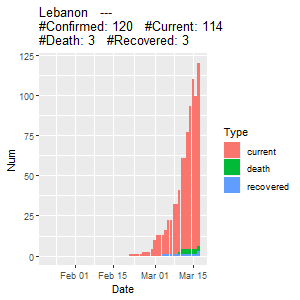 Lebanon   ---
#Confirmed: 120   #Current: 114
#Death: 3   #Recovered: 3
125
100
75
50
25
0
Num
Feb 01   Feb 15   Mar 01   Mar 15
Date
Type
current
death
recovered